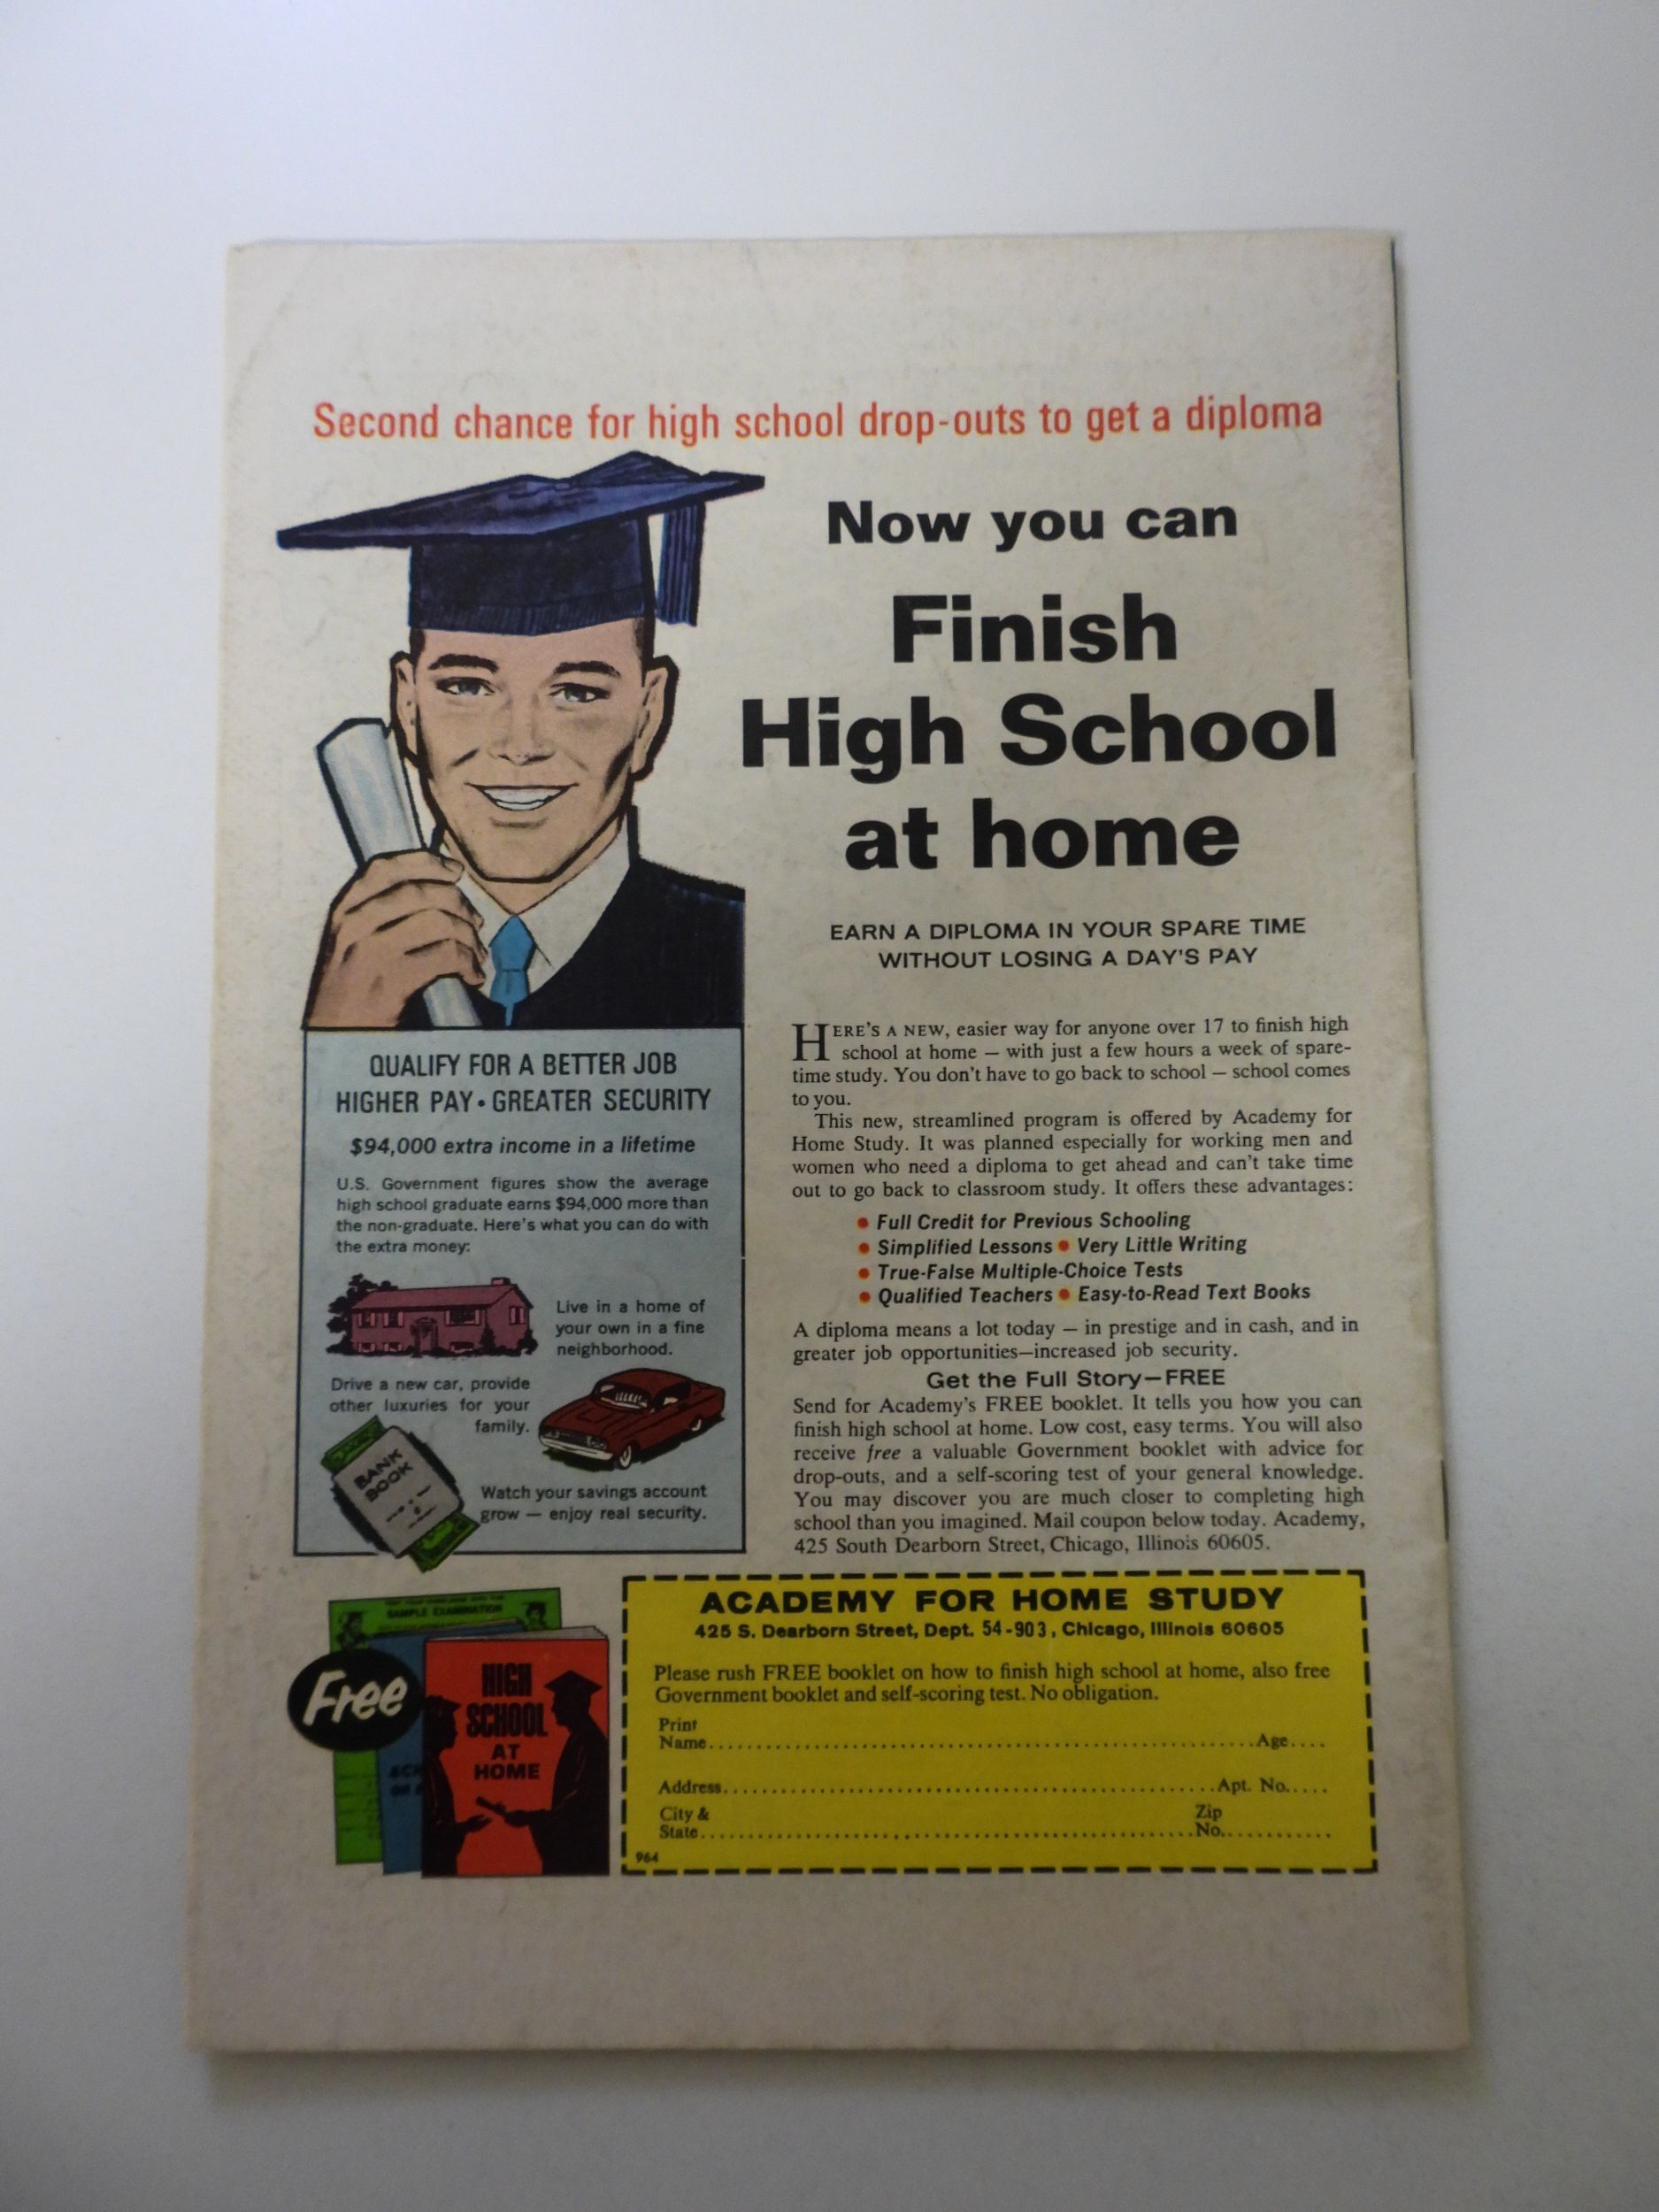 Second chance for high school drop-outs to get a diploma
Now you can
Finish
High School
at home
EARN A DIPLOMA IN YOUR SPARE TIME
WITHOUT LOSING A DAY'S PAY
HERE'S A NEW, easier way for anyone over 17 to finish high
school at home — with just a few hours a week of spare-
time study. You don't have to go back to school — school comes
to you.
This new, streamlined program is offered by Academy for
Home Study. It was planned especially for working men and
women who need a diploma to get ahead and can't take time
out to go back to classroom study. It offers these advantages:
• Full Credit for Previous Schooling
• Simplified Lessons • Very Little Writing
• True-False Multiple-Choice Tests
• Qualified Teachers • Easy-to-Read Text Books
A diploma means a lot today — in prestige and in cash, and in
greater job opportunities—increased job security.
Get the Full Story—FREE
Send for Academy's FREE booklet. It tells you how you can
finish high school at home. Low cost, easy terms. You will also
receive free a valuable Government booklet with advice for
drop-outs, and a self-scoring test of your general knowledge.
You may discover you are much closer to completing high
school than you imagined. Mail coupon below today. Academy,
425 South Dearborn Street, Chicago, Illinois 60605.
QUALIFY FOR A BETTER JOB
HIGHER PAY • GREATER SECURITY
$94,000 extra income in a lifetime
U.S. Government figures show the average
high school graduate earns $94,000 more than
the non-graduate. Here's what you can do with
the extra money:
Live in a home of
your own in a fine
neighborhood.
Drive a new car, provide
other luxuries for your
family.
BANK
BOOK
Watch your savings account
grow — enjoy real security.
SAMPLE EXAMINATION
Free
HIGH
SCHOOL
AT
HOME
ACADEMY FOR HOME STUDY
425 S. Dearborn Street, Dept. 54-903, Chicago, Illinois 60605
Please rush FREE booklet on how to finish high school at home, also free
Government booklet and self-scoring test. No obligation.
Print
Name..........Age....
Address..........Apt. No.....
City & Zip
State..........No..........
964